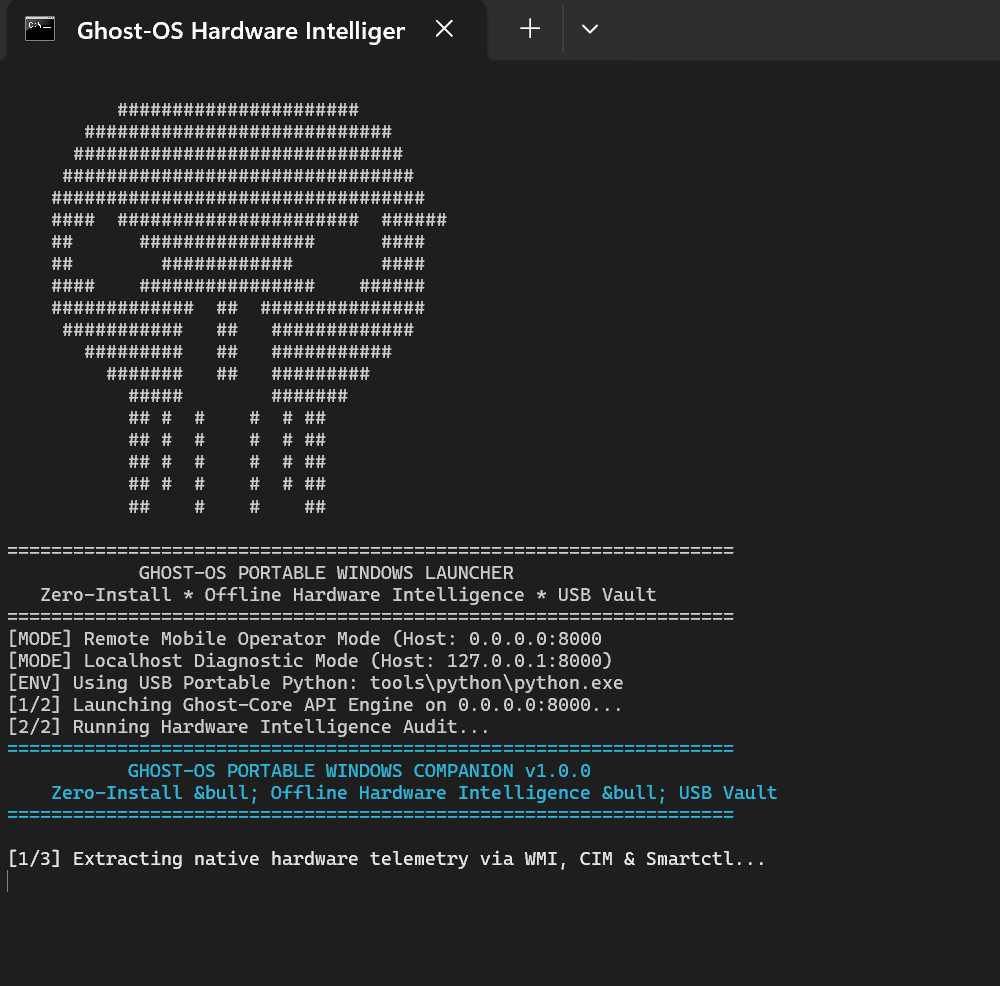 Ghost-OS Hardware Intelliger
######################
############################
##############################
################################
##################################
####  ######################  ######
##      ################      ####
##        ############        ####
####    ################    ######
#############  ##  ###############
###########   ##   #############
#########   ##   ###########
#######   ##   #########
#####        #######
## #  #    #  # ##
## #  #    #  # ##
## #  #    #  # ##
## #  #    #  # ##
##    #    #    ##
==================================================================
GHOST-OS PORTABLE WINDOWS LAUNCHER
Zero-Install * Offline Hardware Intelligence * USB Vault
==================================================================
[MODE] Remote Mobile Operator Mode (Host: 0.0.0.0:8000
[MODE] Localhost Diagnostic Mode (Host: 127.0.0.1:8000)
[ENV] Using USB Portable Python: tools\python\python.exe
[1/2] Launching Ghost-Core API Engine on 0.0.0.0:8000...
[2/2] Running Hardware Intelligence Audit...
==================================================================
GHOST-OS PORTABLE WINDOWS COMPANION v1.0.0
Zero-Install &bull; Offline Hardware Intelligence &bull; USB Vault
==================================================================
[1/3] Extracting native hardware telemetry via WMI, CIM & Smartctl...